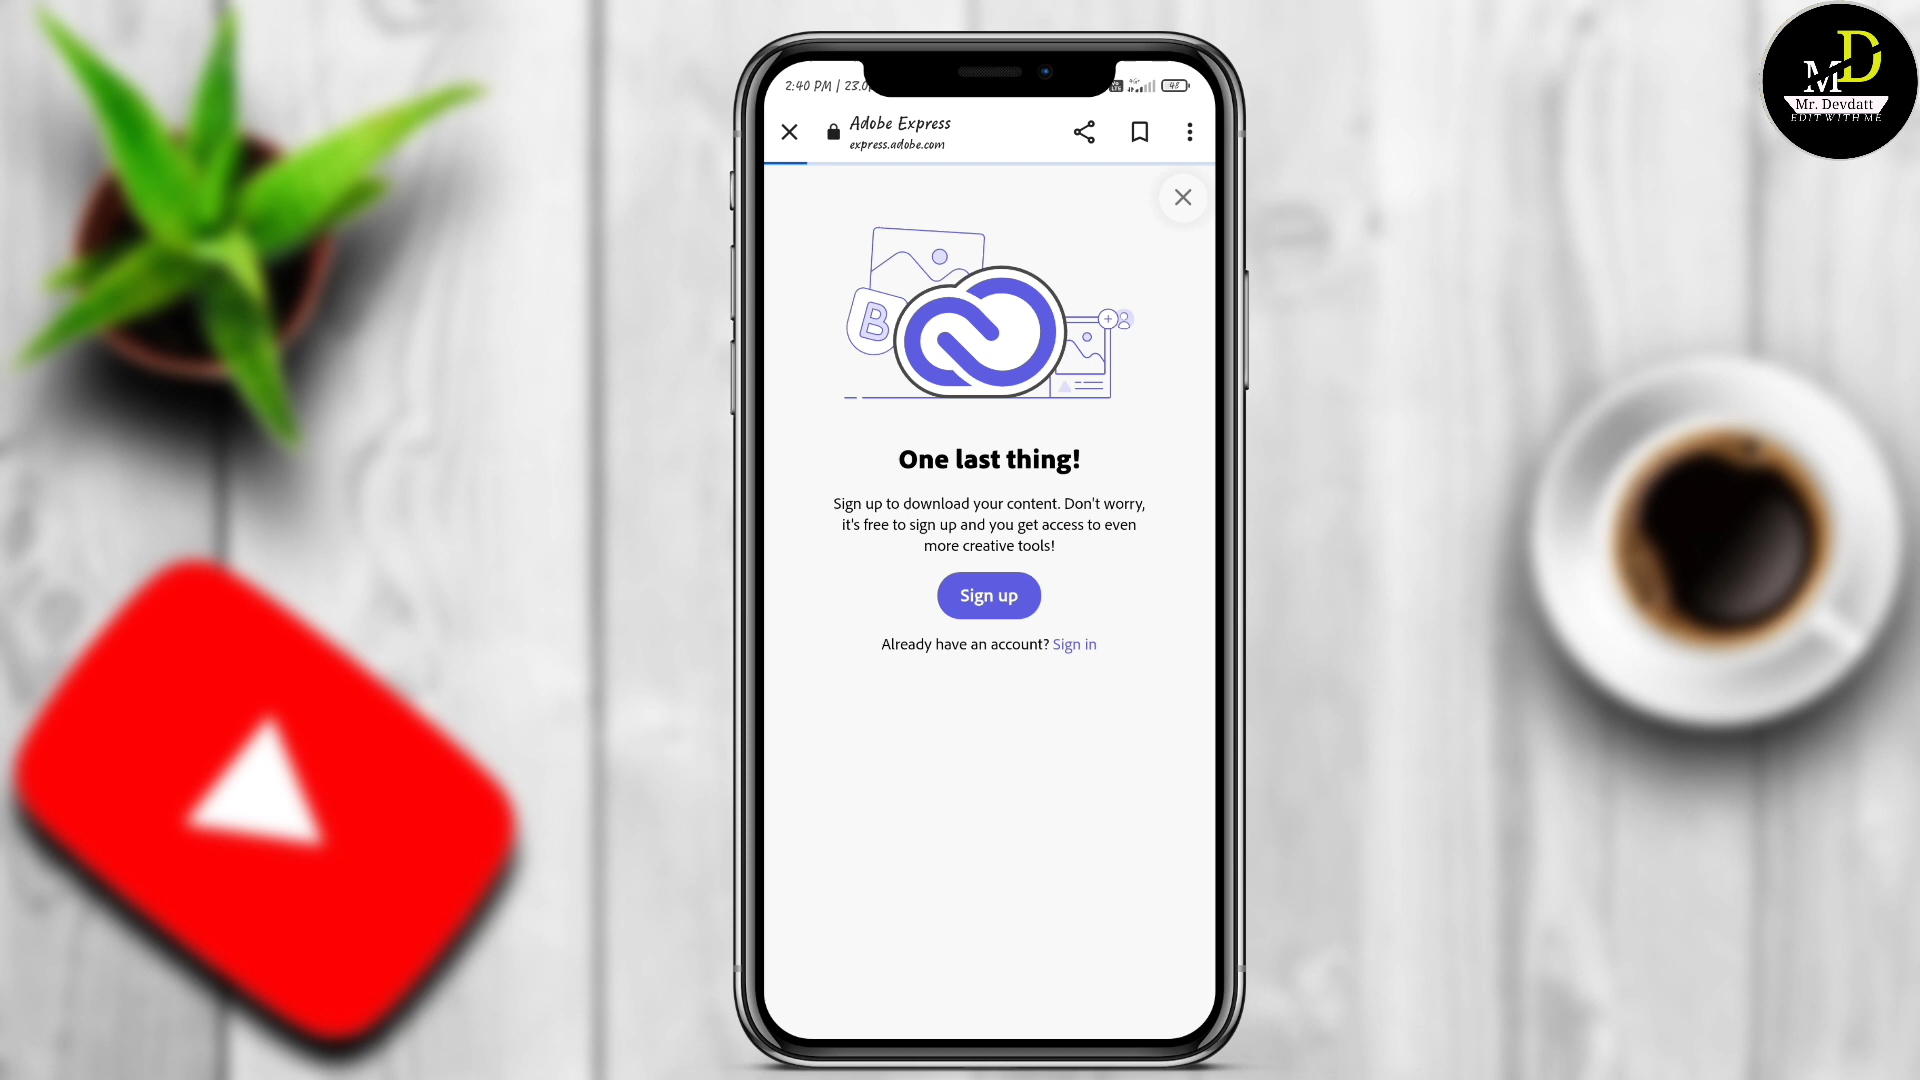 2:40 PM | 23.0
48
Adobe Express
express.adobe.com
B
One last thing!
Sign up to download your content. Don't worry,
it's free to sign up and you get access to even
more creative tools!
Sign up
Already have an account? Sign in
MD
Mr. Devdatt
EDIT WITH ME